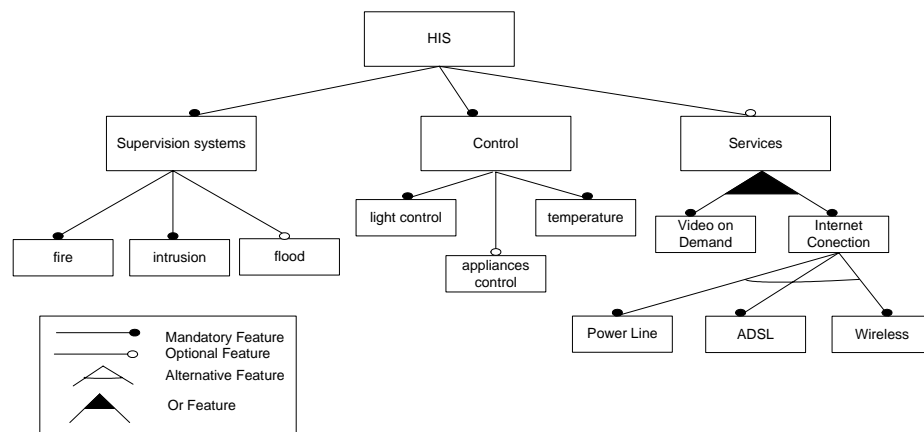 HIS
Supervision systems
Control
Services
fire
intrusion
flood
light control
temperature
appliances
control
Video on
Demand
Internet
Conection
Power Line
ADSL
Wireless
Mandatory Feature
Optional Feature
Alternative Feature
Or Feature